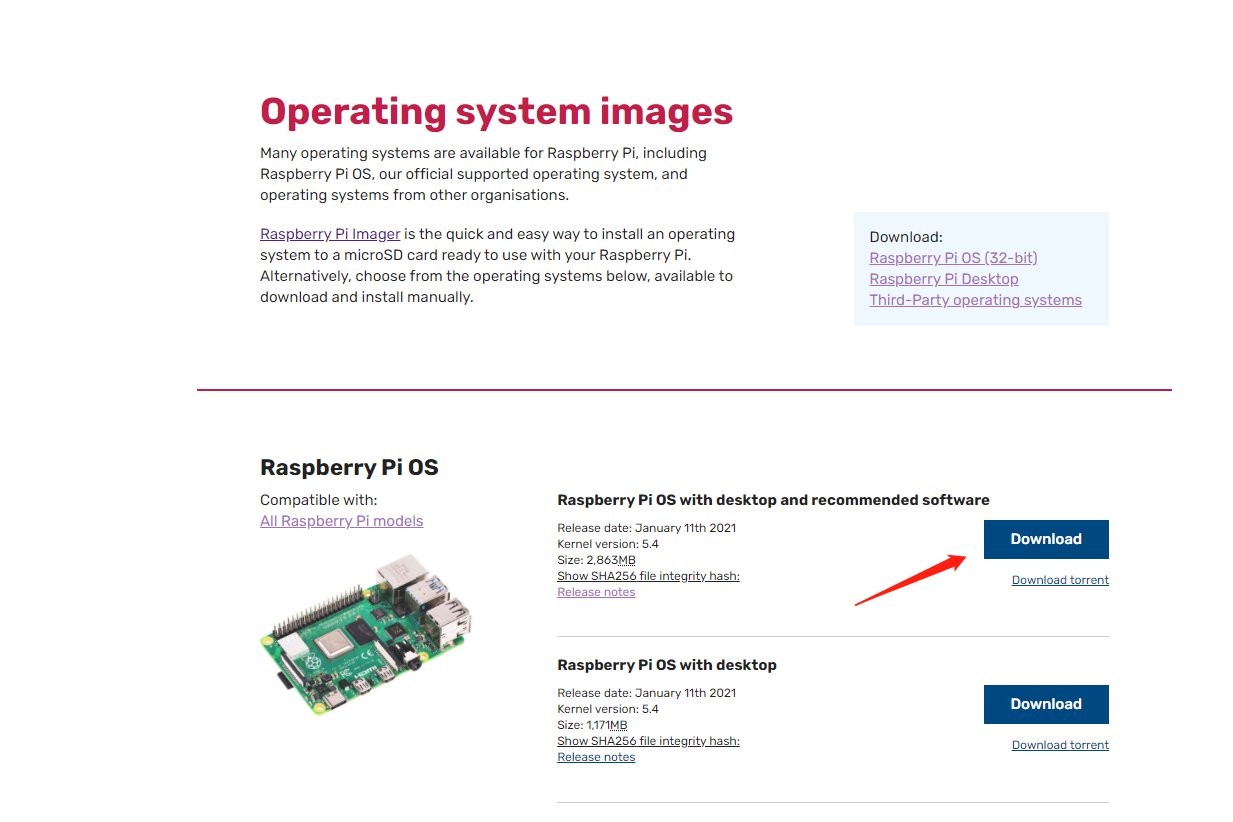 Operating system images
Many operating systems are available for Raspberry Pi, including
Raspberry Pi OS, our official supported operating system, and
operating systems from other organisations.
Raspberry Pi Imager is the quick and easy way to install an operating
system to a microSD card ready to use with your Raspberry Pi.
Alternatively, choose from the operating systems below, available to
download and install manually.
Download:
Raspberry Pi OS (32-bit)
Raspberry Pi Desktop
Third-Party operating systems
Raspberry Pi OS
Compatible with:
All Raspberry Pi models
Raspberry Pi OS with desktop and recommended software
Release date: January 11th 2021
Kernel version: 5.4
Size: 2,863MB
Show SHA256 file integrity hash:
Release notes
Download
Download torrent
Raspberry Pi OS with desktop
Release date: January 11th 2021
Kernel version: 5.4
Size: 1,171MB
Show SHA256 file integrity hash:
Release notes
Download
Download torrent